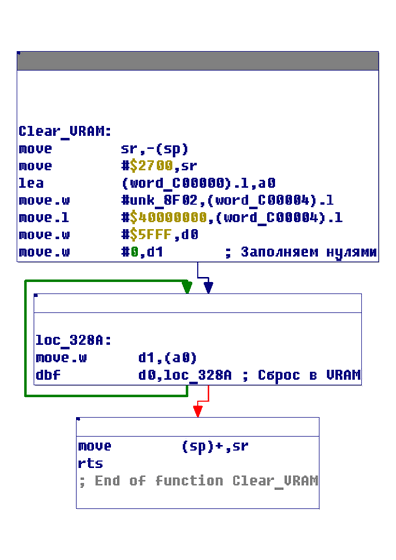 Clear_VRAM:
move sr,-(sp)
move #$2700,sr
lea (word_C00000).l,a0
move.w #unk_8F02,(word_C00004).l
move.l #$40000000,(word_C00004).l
move.w #$5FFF,d0
move.w #0,d1 ; Заполняем нулями
loc_328A:
move.w d1,(a0)
dbf d0,loc_328A ; Сброс в VRAM
move (sp)+,sr
rts
; End of function Clear_VRAM